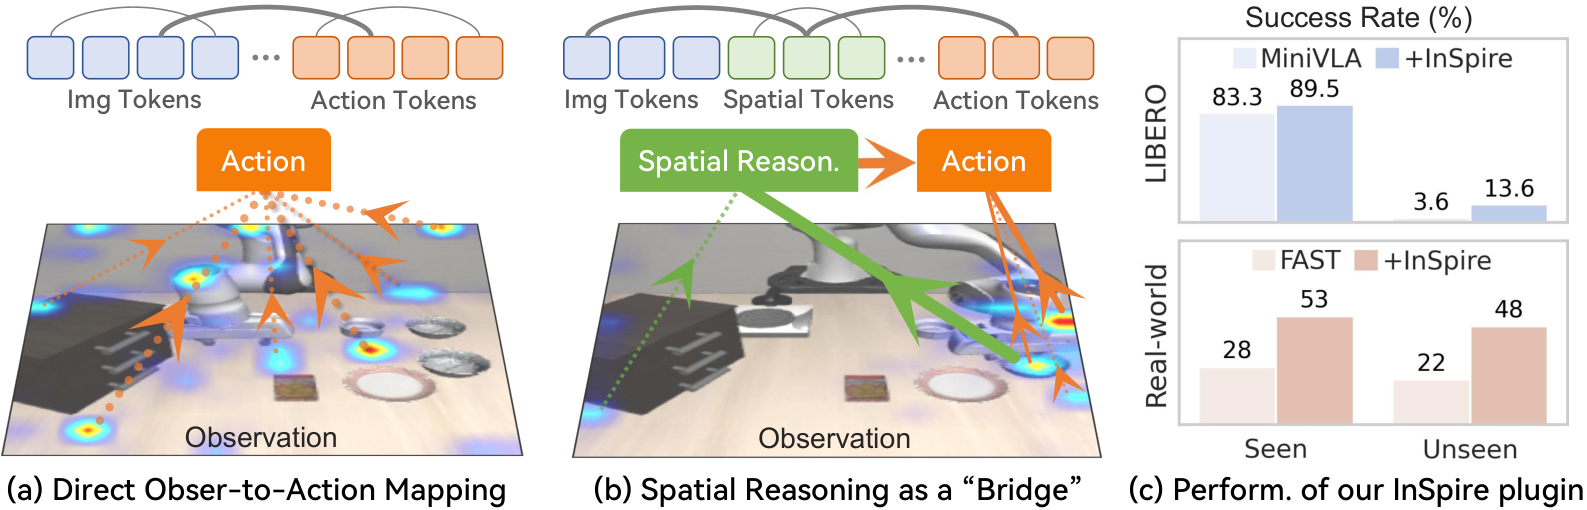 Img Tokens
Action Tokens
Action
Observation
(a) Direct Obser-to-Action Mapping
Img Tokens
Spatial Tokens
Action Tokens
Spatial Reason.
Action
Observation
(b) Spatial Reasoning as a “Bridge”
Success Rate (%)
LIBERO
MiniVLA
+InSpire
83.3
89.5
3.6
13.6
Real-world
FAST
+InSpire
28
53
22
48
Seen
Unseen
(c) Perform. of our InSpire plugin